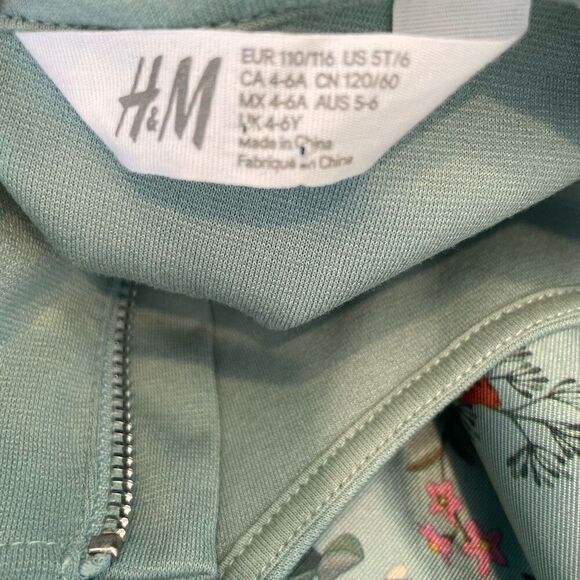 H&M
EUR 110/116 US 5T/6
CA 4-6A CN 120/60
MX 4-6A AUS 5-6
UK 4-6Y
Made in China
Fabriqué en China